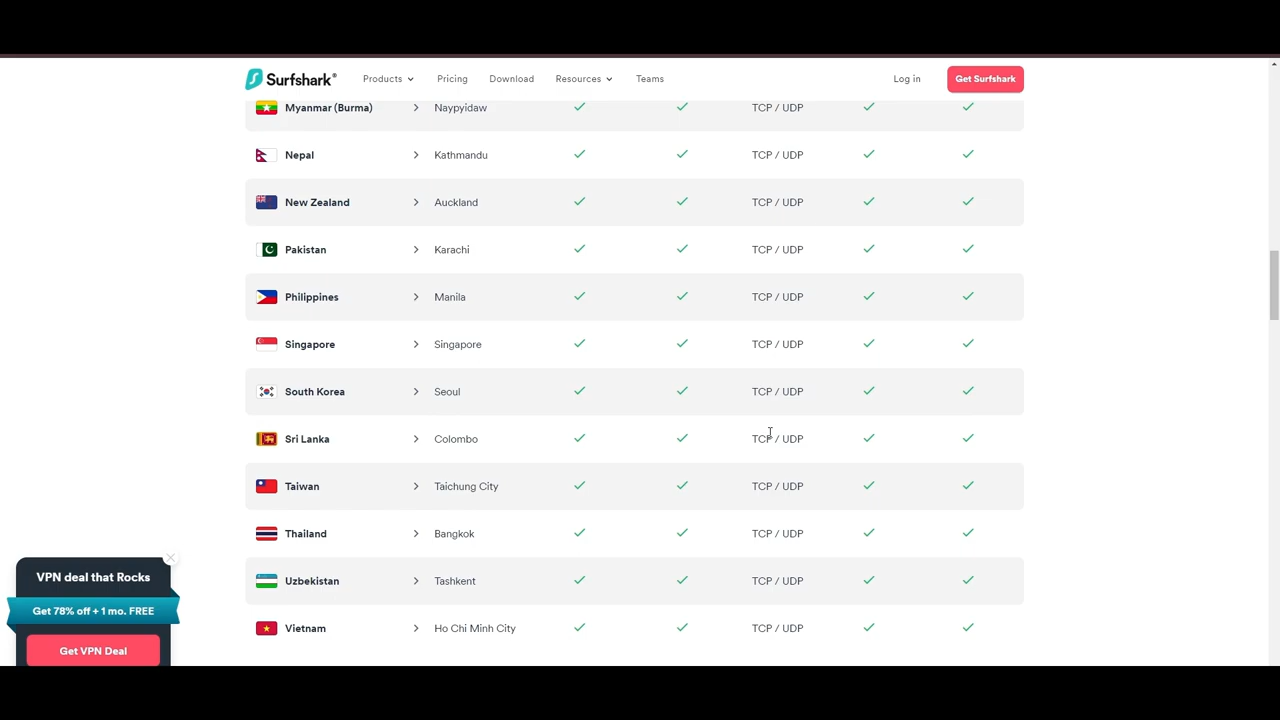 Surfshark®
Products Pricing Download Resources Teams Log in Get Surfshark
Myanmar (Burma) Naypyidaw TCP / UDP
Nepal Kathmandu TCP / UDP
New Zealand Auckland TCP / UDP
Pakistan Karachi TCP / UDP
Philippines Manila TCP / UDP
Singapore Singapore TCP / UDP
South Korea Seoul TCP / UDP
Sri Lanka Colombo TCP / UDP
Taiwan Taichung City TCP / UDP
Thailand Bangkok TCP / UDP
Uzbekistan Tashkent TCP / UDP
Vietnam Ho Chi Minh City TCP / UDP
VPN deal that Rocks
Get 78% off + 1 mo. FREE
Get VPN Deal